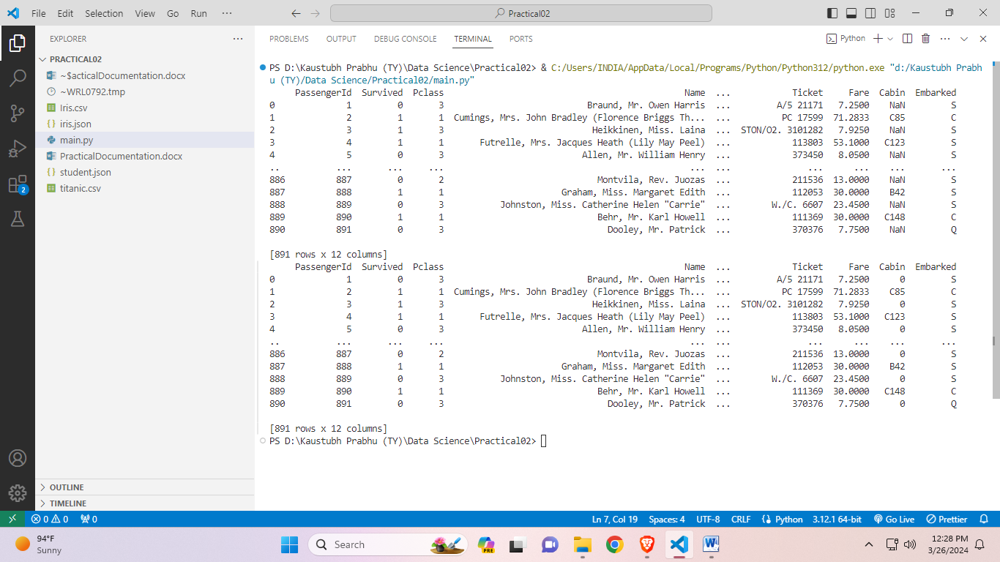 File Edit Selection View Go Run ··· Practical02
EXPLORER ···
PRACTICAL02
~$acticalDocumentation.docx
~WRL0792.tmp
Iris.csv
iris.json
main.py
PracticalDocumentation.docx
student.json
titanic.csv
2
OUTLINE
TIMELINE
PROBLEMS OUTPUT DEBUG CONSOLE TERMINAL PORTS Python ···
PS D:\Kaustubh Prabhu (TY)\Data Science\Practical02> & C:/Users/INDIA/AppData/Local/Programs/Python/Python312/python.exe "d:/Kaustubh Prabh
u (TY)/Data Science/Practical02/main.py"
PassengerId Survived Pclass Name ... Ticket Fare Cabin Embarked
0 1 0 3 Braund, Mr. Owen Harris ... A/5 21171 7.2500 NaN S
1 2 1 1 Cumings, Mrs. John Bradley (Florence Briggs Th... ... PC 17599 71.2833 C85 C
2 3 1 3 Heikkinen, Miss. Laina ... STON/O2. 3101282 7.9250 NaN S
3 4 1 1 Futrelle, Mrs. Jacques Heath (Lily May Peel) ... 113803 53.1000 C123 S
4 5 0 3 Allen, Mr. William Henry ... 373450 8.0500 NaN S
.. ... ... ... ... ... ... ... ... ...
886 887 0 2 Montvila, Rev. Juozas ... 211536 13.0000 NaN S
887 888 1 1 Graham, Miss. Margaret Edith ... 112053 30.0000 B42 S
888 889 0 3 Johnston, Miss. Catherine Helen "Carrie" ... W./C. 6607 23.4500 NaN S
889 890 1 1 Behr, Mr. Karl Howell ... 111369 30.0000 C148 C
890 891 0 3 Dooley, Mr. Patrick ... 370376 7.7500 NaN Q
[891 rows x 12 columns]
PassengerId Survived Pclass Name ... Ticket Fare Cabin Embarked
0 1 0 3 Braund, Mr. Owen Harris ... A/5 21171 7.2500 0 S
1 2 1 1 Cumings, Mrs. John Bradley (Florence Briggs Th... ... PC 17599 71.2833 C85 C
2 3 1 3 Heikkinen, Miss. Laina ... STON/O2. 3101282 7.9250 0 S
3 4 1 1 Futrelle, Mrs. Jacques Heath (Lily May Peel) ... 113803 53.1000 C123 S
4 5 0 3 Allen, Mr. William Henry ... 373450 8.0500 0 S
.. ... ... ... ... ... ... ... ... ...
886 887 0 2 Montvila, Rev. Juozas ... 211536 13.0000 0 S
887 888 1 1 Graham, Miss. Margaret Edith ... 112053 30.0000 B42 S
888 889 0 3 Johnston, Miss. Catherine Helen "Carrie" ... W./C. 6607 23.4500 0 S
889 890 1 1 Behr, Mr. Karl Howell ... 111369 30.0000 C148 C
890 891 0 3 Dooley, Mr. Patrick ... 370376 7.7500 0 Q
[891 rows x 12 columns]
PS D:\Kaustubh Prabhu (TY)\Data Science\Practical02>
0 0 0 Ln 7, Col 19 Spaces: 4 UTF-8 CRLF Python 3.12.1 64-bit Go Live Prettier
94°F
Sunny
Search
PRE
12:28 PM
3/26/2024